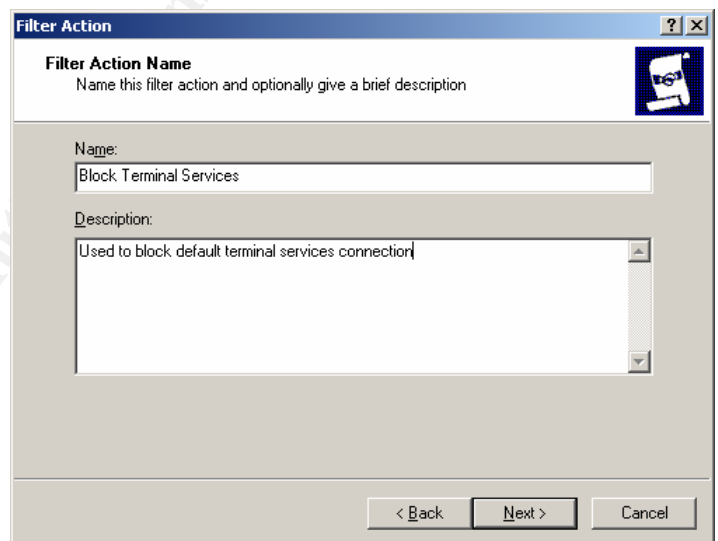 Filter Action
Filter Action Name
Name this filter action and optionally give a brief description
Name:
Block Terminal Services
Description:
Used to block default terminal services connection
< Back
Next >
Cancel